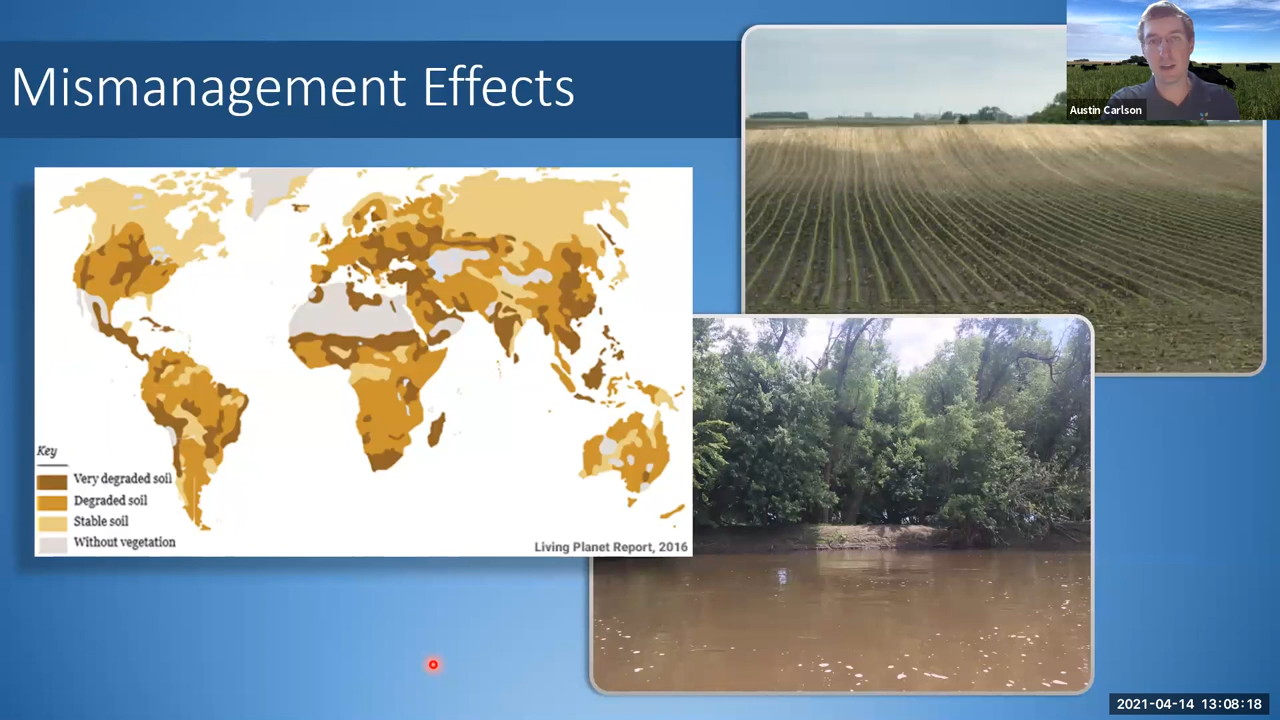 Mismanagement Effects
Austin Carlson
Key
Very degraded soil
Degraded soil
Stable soil
Without vegetation
Living Planet Report, 2016
2021-04-14 13:08:18